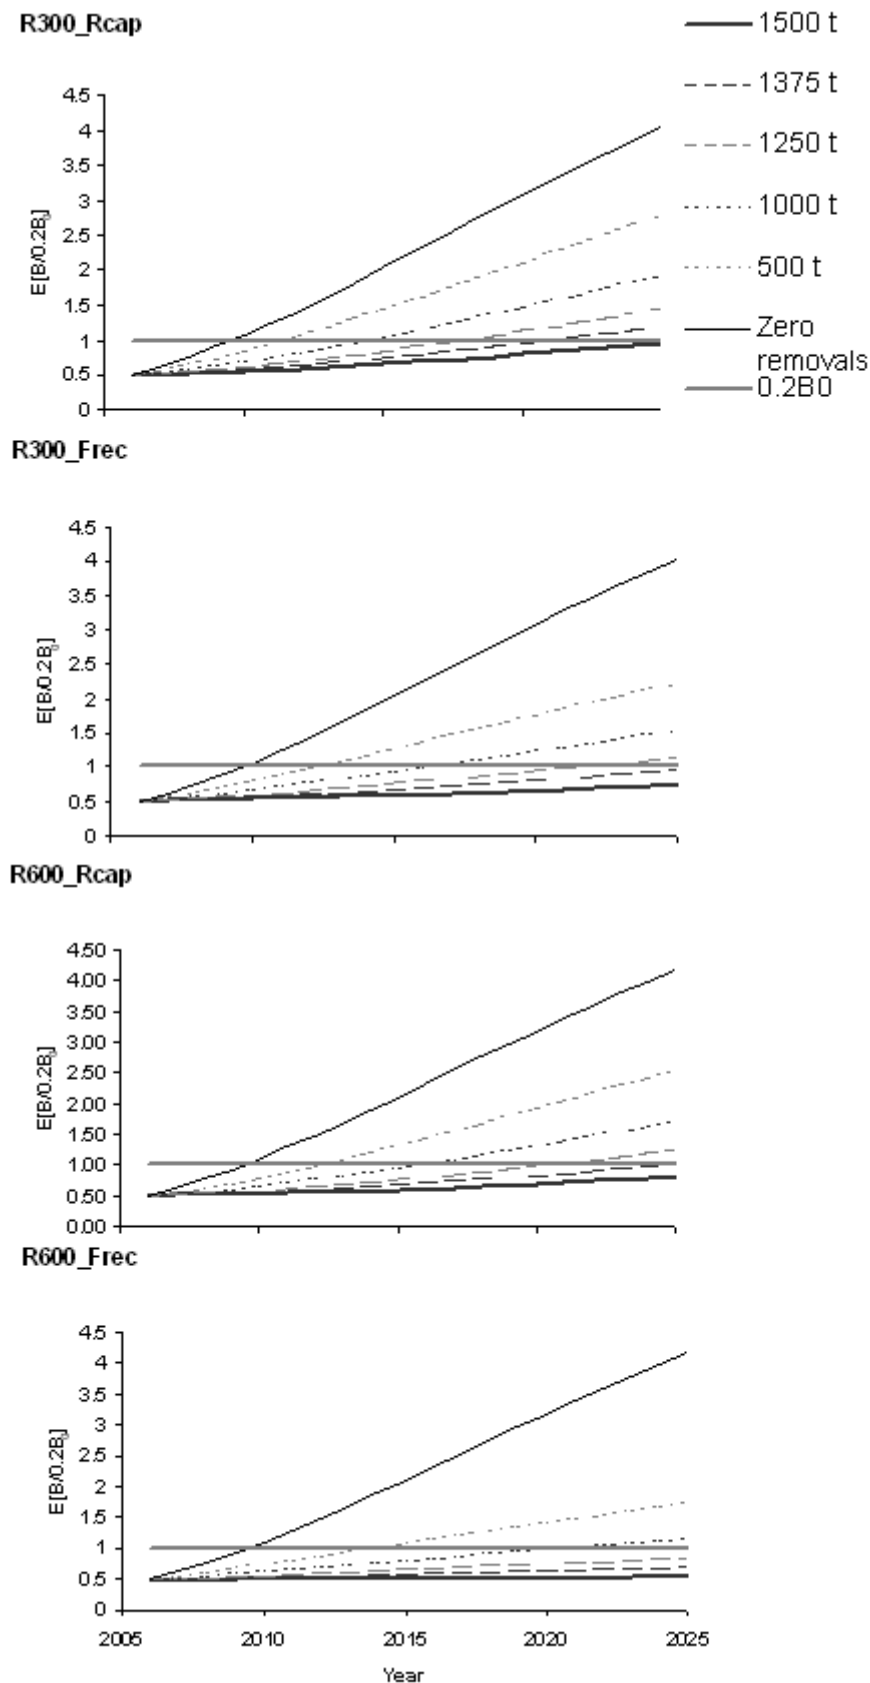 R300_Rcap
1500 t
1375 t
1250 t
1000 t
500 t
Zero
removals
0.2B0
4.5
4
3.5
3
2.5
2
1.5
1
0.5
0
E[B/0.2B0]
R300_Frec
4.5
4
3.5
3
2.5
2
1.5
1
0.5
0
E[B/0.2B0]
R600_Rcap
4.50
4.00
3.50
3.00
2.50
2.00
1.50
1.00
0.50
0.00
E[B/0.2B0]
R600_Frec
4.5
4
3.5
3
2.5
2
1.5
1
0.5
0
E[B/0.2B0]
2005 2010 2015 2020 2025
Year